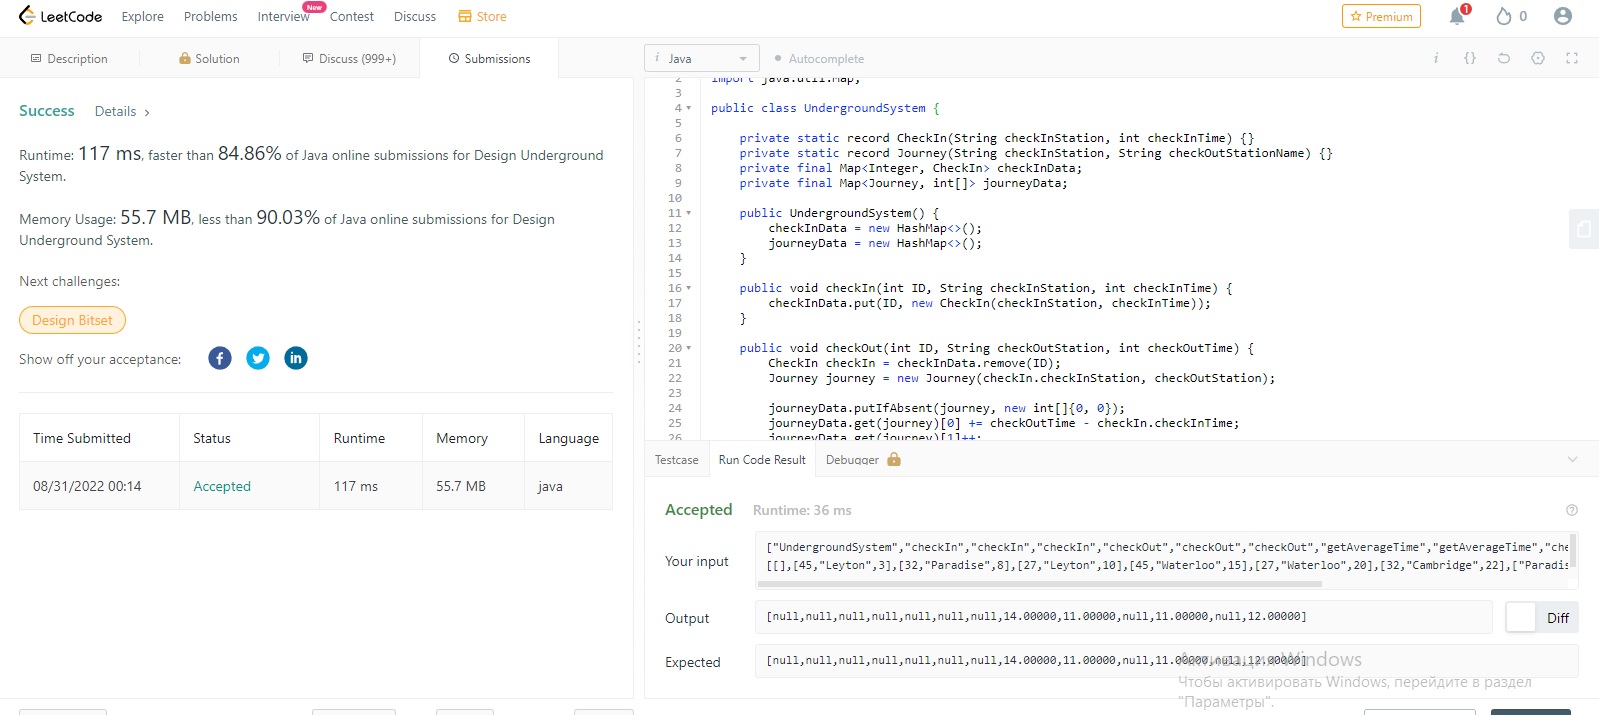 LeetCode Explore Problems Interview New Contest Discuss Store Premium 1 0
Description Solution Discuss (999+) Submissions
Success Details >
Runtime: 117 ms, faster than 84.86% of Java online submissions for Design Underground
System.
Memory Usage: 55.7 MB, less than 90.03% of Java online submissions for Design
Underground System.
Next challenges:
Design Bitset
Show off your acceptance:
Time Submitted Status Runtime Memory Language
08/31/2022 00:14 Accepted 117 ms 55.7 MB java
i Java Autocomplete i {}
2 import java.util.Map;
3
4 public class UndergroundSystem {
5
6 private static record CheckIn(String checkInStation, int checkInTime) {}
7 private static record Journey(String checkInStation, String checkOutStationName) {}
8 private final Map<Integer, CheckIn> checkInData;
9 private final Map<Journey, int[]> journeyData;
10
11 public UndergroundSystem() {
12 checkInData = new HashMap<>();
13 journeyData = new HashMap<>();
14 }
15
16 public void checkIn(int ID, String checkInStation, int checkInTime) {
17 checkInData.put(ID, new CheckIn(checkInStation, checkInTime));
18 }
19
20 public void checkOut(int ID, String checkOutStation, int checkOutTime) {
21 CheckIn checkIn = checkInData.remove(ID);
22 Journey journey = new Journey(checkIn.checkInStation, checkOutStation);
23
24 journeyData.putIfAbsent(journey, new int[]{0, 0});
25 journeyData.get(journey)[0] += checkOutTime - checkIn.checkInTime;
26 journeyData.get(journey)[1]++;
Testcase Run Code Result Debugger
Accepted Runtime: 36 ms
Your input
["UndergroundSystem","checkIn","checkIn","checkIn","checkOut","checkOut","checkOut","getAverageTime","getAverageTime","che
[[],[45,"Leyton",3],[32,"Paradise",8],[27,"Leyton",10],[45,"Waterloo",15],[27,"Waterloo",20],[32,"Cambridge",22],["Paradis
Output [null,null,null,null,null,null,null,14.00000,11.00000,null,11.00000,null,12.00000] Diff
Expected [null,null,null,null,null,null,null,14.00000,11.00000,null,11.00000,null,12.00000]
Активация Windows
Чтобы активировать Windows, перейдите в раздел
"Параметры".